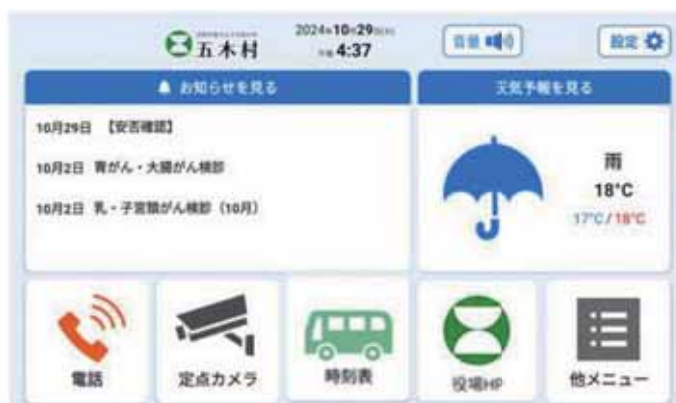 五木村
2024年10月29日(火)
午後 4:37
音量
設定
お知らせを見る
10月29日 【安否確認】
10月2日 胃がん・大腸がん検診
10月2日 乳・子宮頸がん検診（10月）
天気予報を見る
雨
18°C
17°C/18°C
電話
定点カメラ
時刻表
役場HP
他メニュー